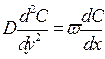 D d²C/dy² = ϖ dC/dx